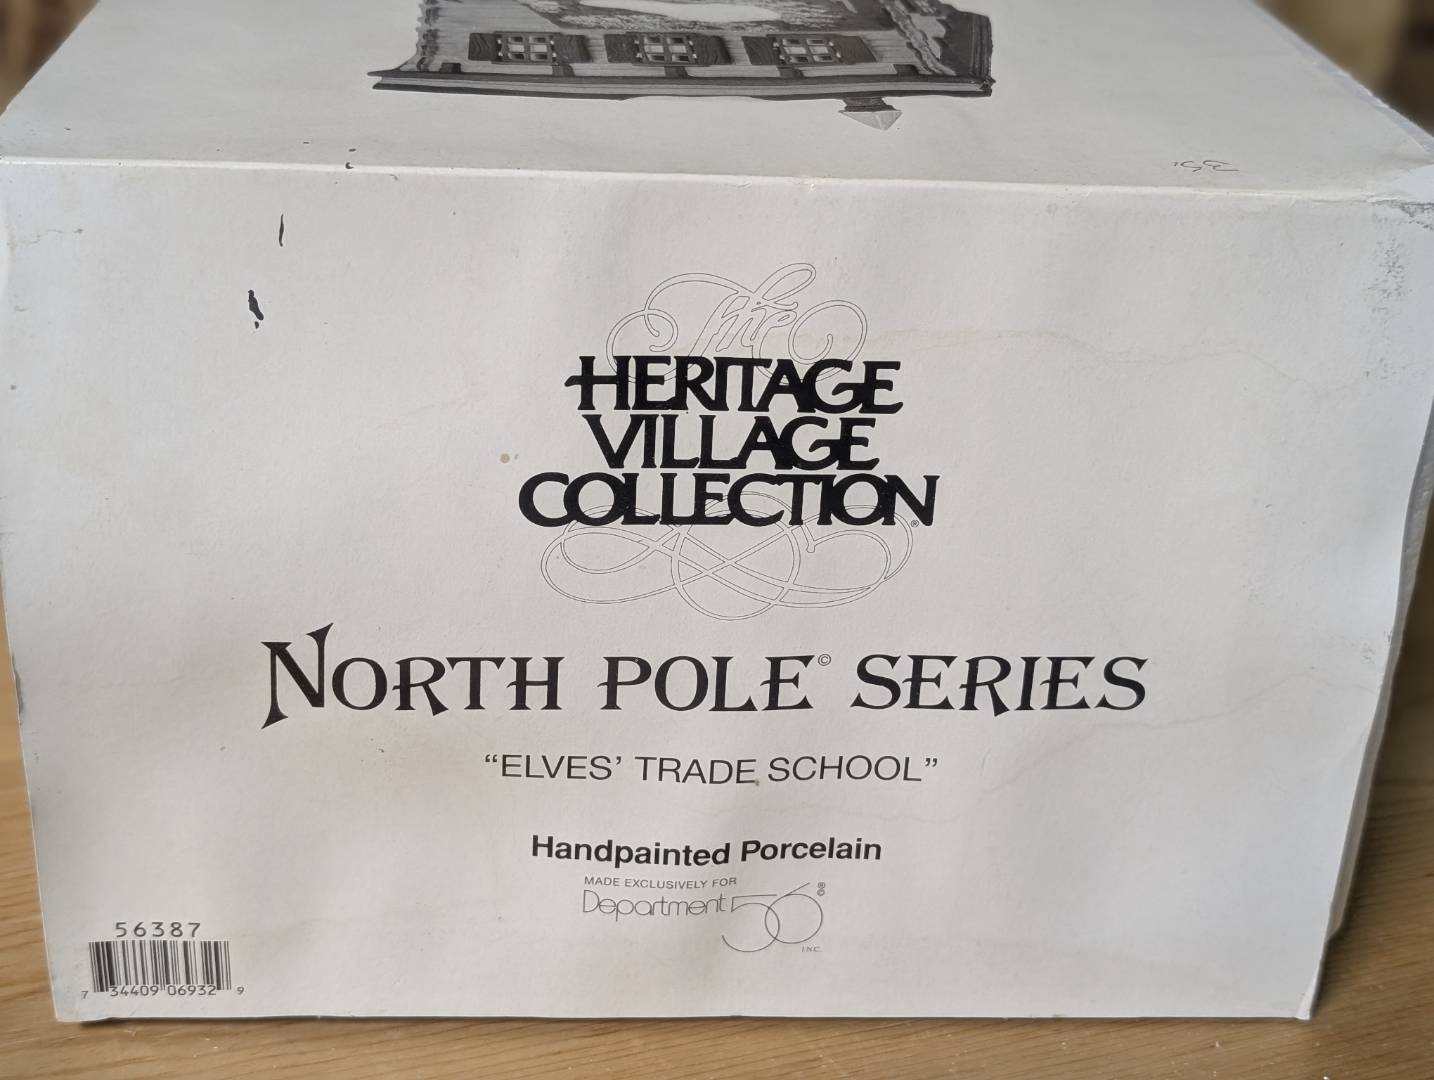 The
HERITAGE
VILLAGE
COLLECTION®
NORTH POLE© SERIES
“ELVES’ TRADE SCHOOL”
Handpainted Porcelain
MADE EXCLUSIVELY FOR
Department 56®©
INC.
56387
7 34409 06932 9